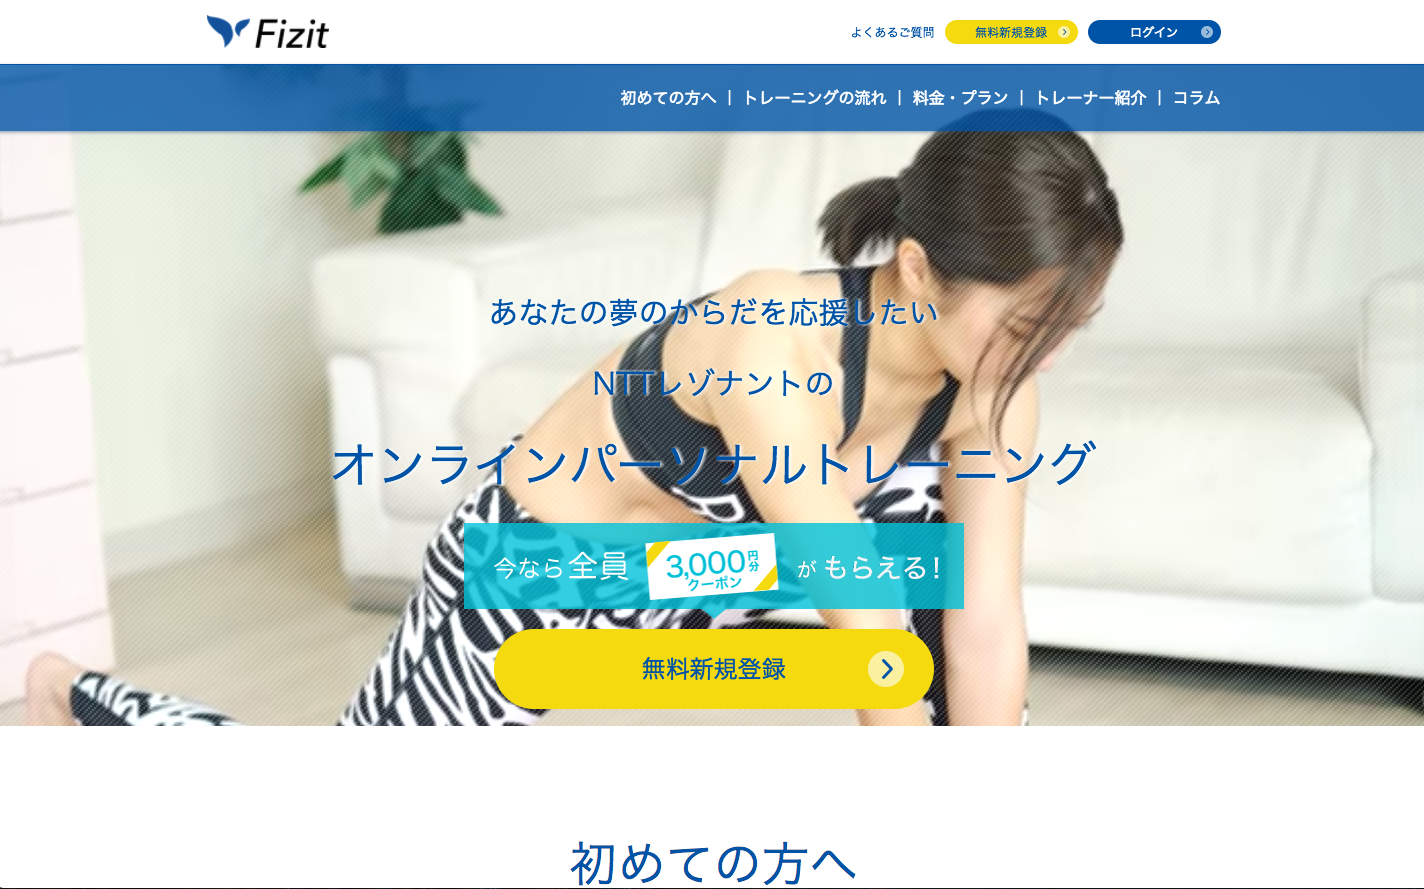 Fizit
よくあるご質問
無料新規登録
ログイン
初めての方へ | トレーニングの流れ | 料金・プラン | トレーナー紹介 | コラム
あなたの夢のからだを応援したい
NTTレゾナントの
オンラインパーソナルトレーニング
今なら全員 3,000円分クーポン が もらえる!
無料新規登録
初めての方へ